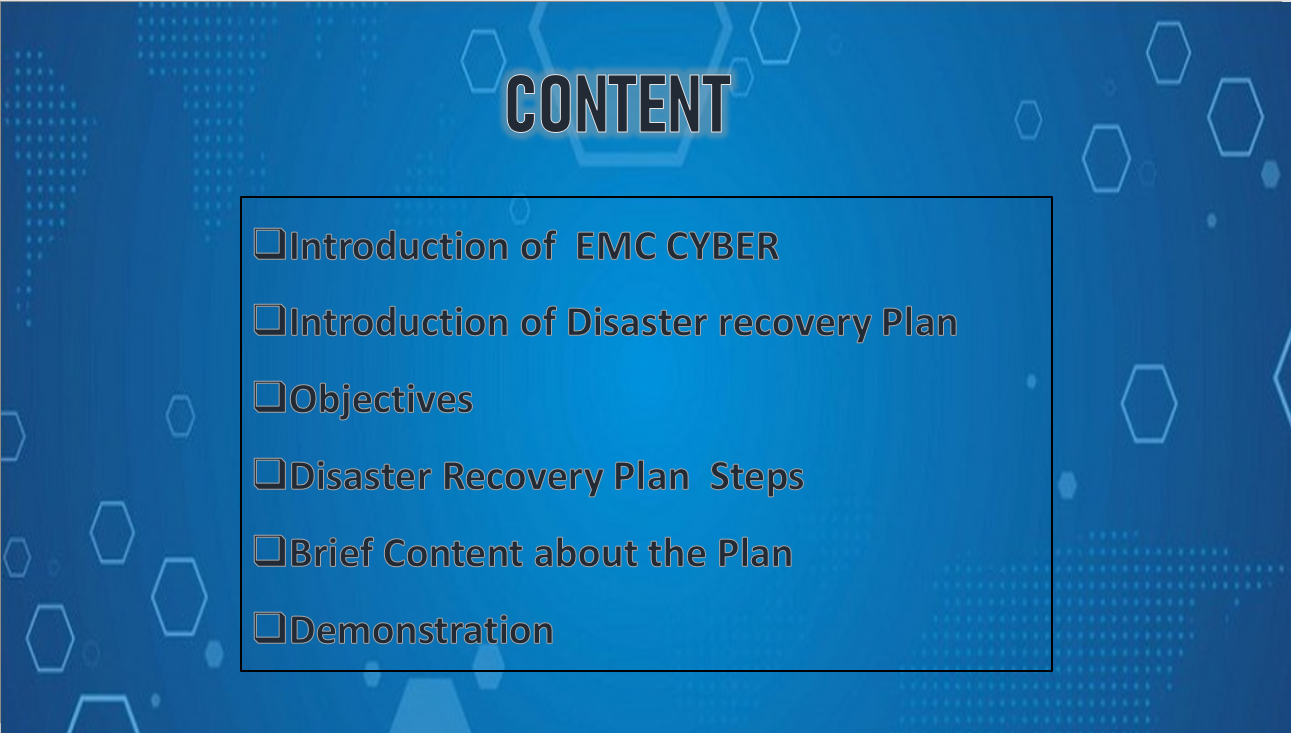 CONTENT
❑Introduction of  EMC CYBER
❑Introduction of Disaster recovery Plan
❑Objectives
❑Disaster Recovery Plan  Steps
❑Brief Content about the Plan
❑Demonstration